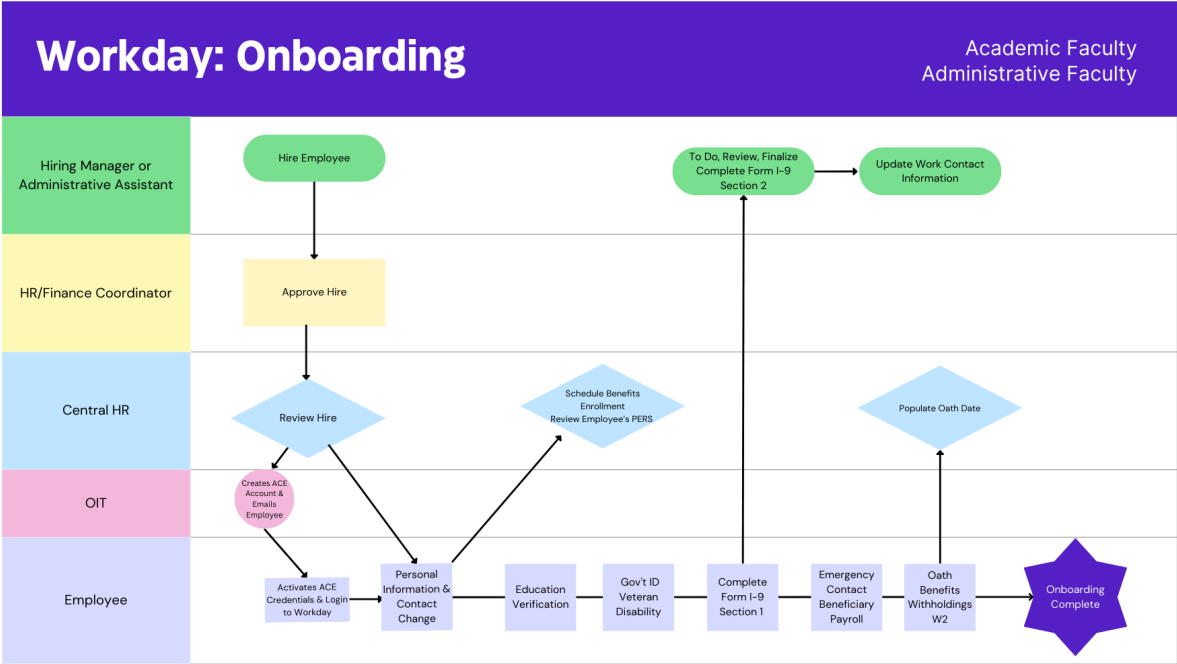 Workday: Onboarding
Academic Faculty
Administrative Faculty
Hiring Manager or
Administrative Assistant
Hire Employee
To Do, Review, Finalize
Complete Form I-9
Section 2
Update Work Contact
Information
HR/Finance Coordinator
Approve Hire
Central HR
Review Hire
Schedule Benefits
Enrollment
Review Employee's PERS
Populate Oath Date
OIT
Creates ACE
Account &
Emails
Employee
Employee
Activates ACE
Credentials & Login
to Workday
Personal
Information &
Contact
Change
Education
Verification
Gov't ID
Veteran
Disability
Complete
Form I-9
Section 1
Emergency
Contact
Beneficiary
Payroll
Oath
Benefits
Withholdings
W2
Onboarding
Complete